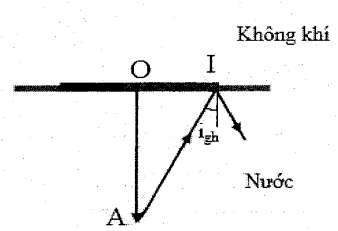 Không khí
O
I
i_gh
Nước
A